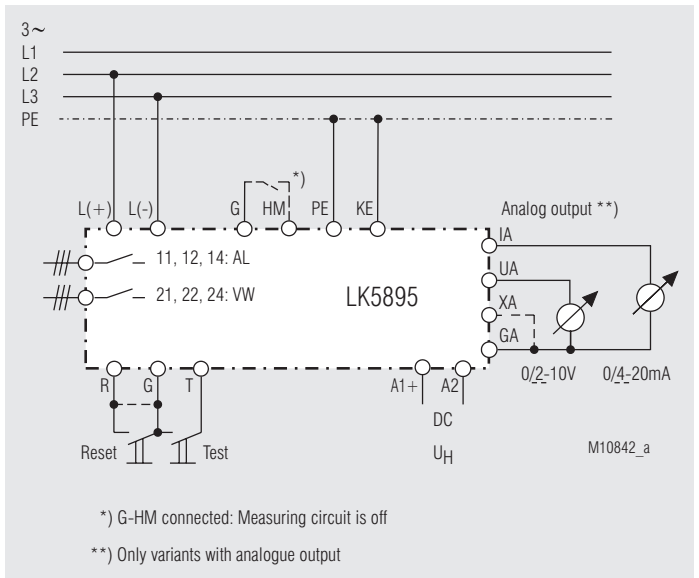 3∼
L1
L2
L3
PE
*)
L(+) L(-) G HM PE KE Analog output **)
IA
11, 12, 14: AL
UA
21, 22, 24: VW
LK5895
XA
GA
R G T A1+ A2 0/2-10V 0/4-20mA
DC
Reset Test UH M10842_a
*) G-HM connected: Measuring circuit is off
**) Only variants with analogue output